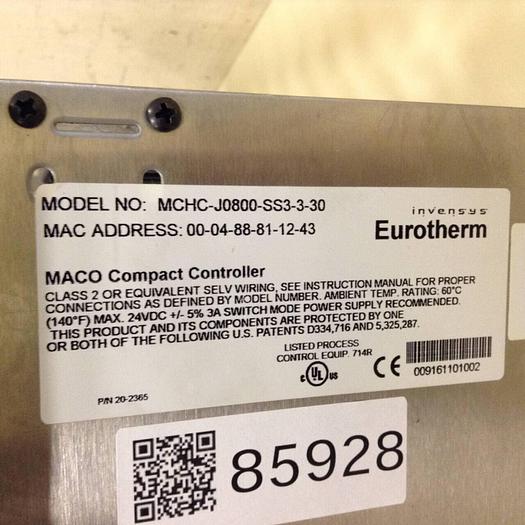 MODEL NO: MCHC-J0800-SS3-3-30
MAC ADDRESS: 00-04-88-81-12-43
invensys
Eurotherm
MACO Compact Controller
CLASS 2 OR EQUIVALENT SELV WIRING, SEE INSTRUCTION MANUAL FOR PROPER
CONNECTIONS AS DEFINED BY MODEL NUMBER. AMBIENT TEMP. RATING: 60°C
(140°F) MAX. 24VDC +/- 5% 3A SWITCH MODE POWER SUPPLY RECOMMENDED.
THIS PRODUCT AND ITS COMPONENTS ARE PROTECTED BY ONE
OR BOTH OF THE FOLLOWING U.S. PATENTS D334,716 AND 5,325,287.
LISTED PROCESS
CONTROL EQUIP. 714R
c UL us
CE
009161101002
P/N 20-2365
85928